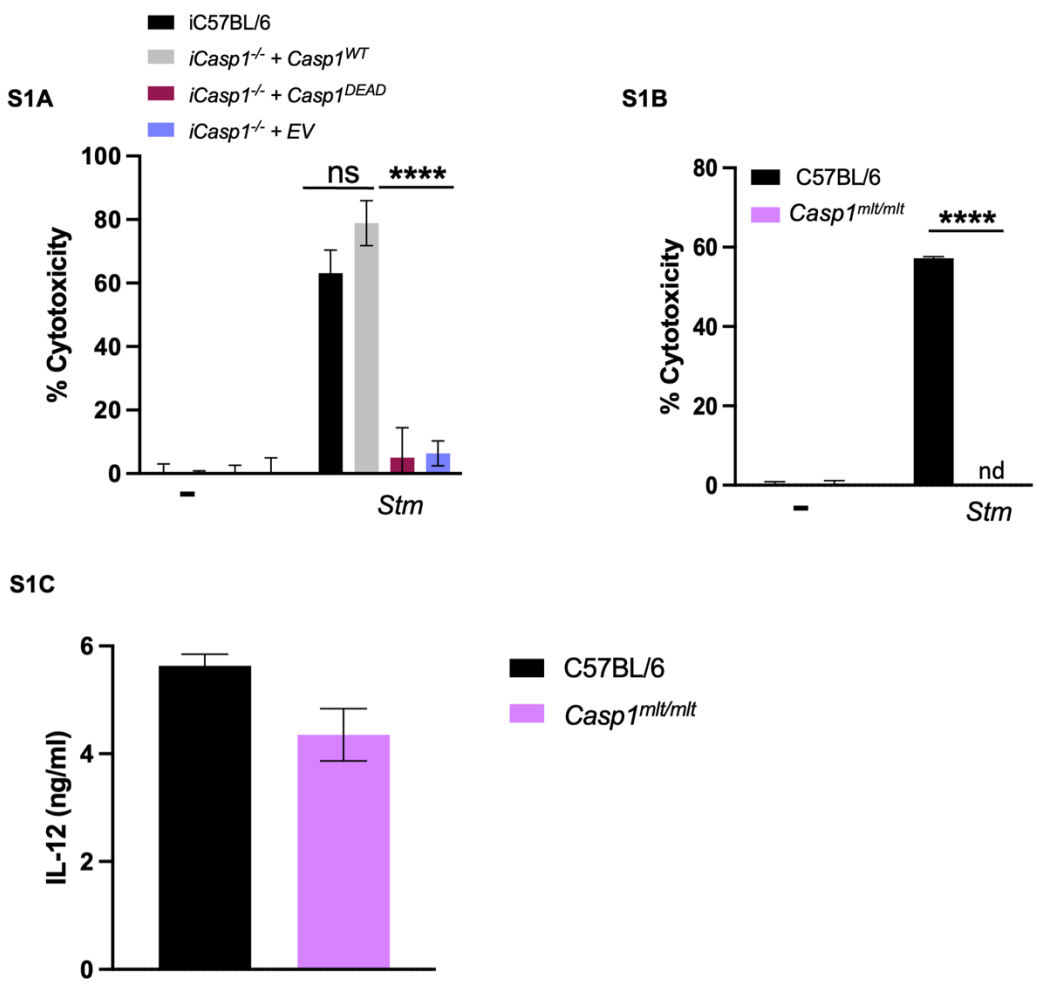 S1A
iC57BL/6
iCasp1-/- + Casp1WT
iCasp1-/- + Casp1DEAD
iCasp1-/- + EV
% Cytotoxicity
100
80
60
40
20
0
ns
****
-
Stm
S1B
C57BL/6
Casp1mlt/mlt
% Cytotoxicity
80
60
40
20
0
****
nd
-
Stm
S1C
IL-12 (ng/ml)
6
4
2
0
C57BL/6
Casp1mlt/mlt